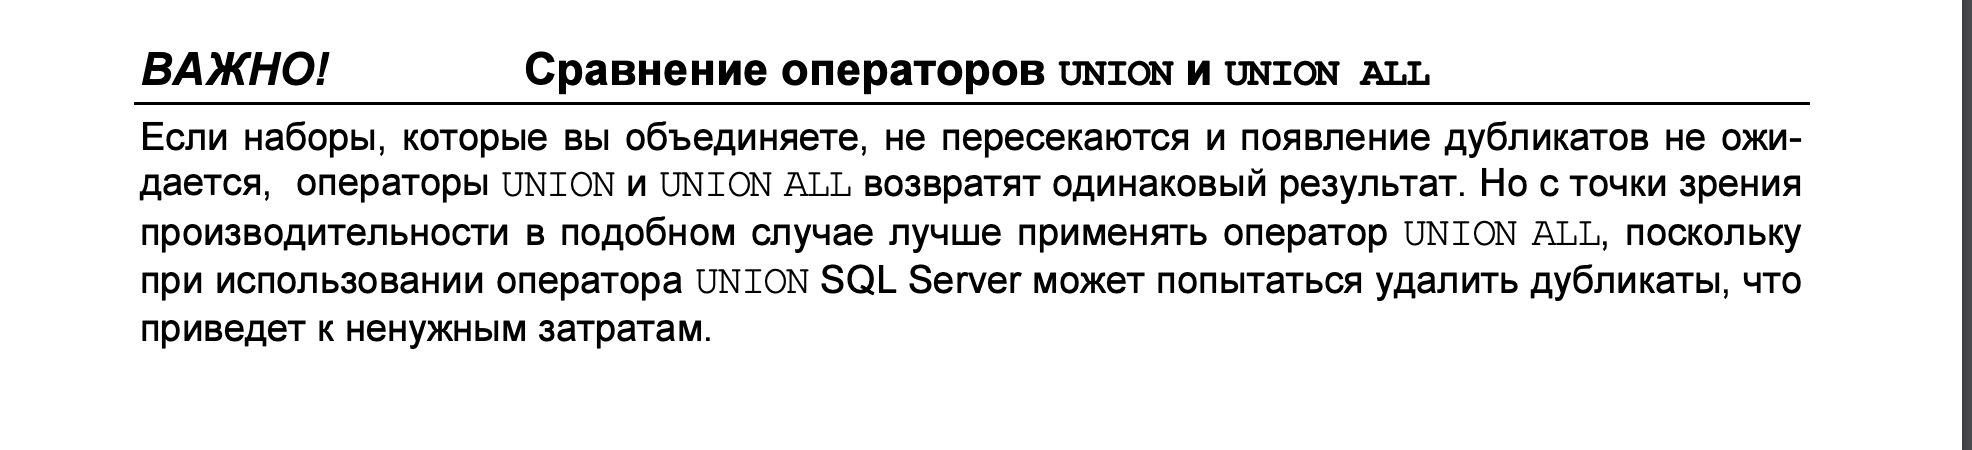 ВАЖНО! Сравнение операторов UNION и UNION ALL
Если наборы, которые вы объединяете, не пересекаются и появление дубликатов не ожи-
дается, операторы UNION и UNION ALL возвратят одинаковый результат. Но с точки зрения
производительности в подобном случае лучше применять оператор UNION ALL, поскольку
при использовании оператора UNION SQL Server может попытаться удалить дубликаты, что
приведет к ненужным затратам.